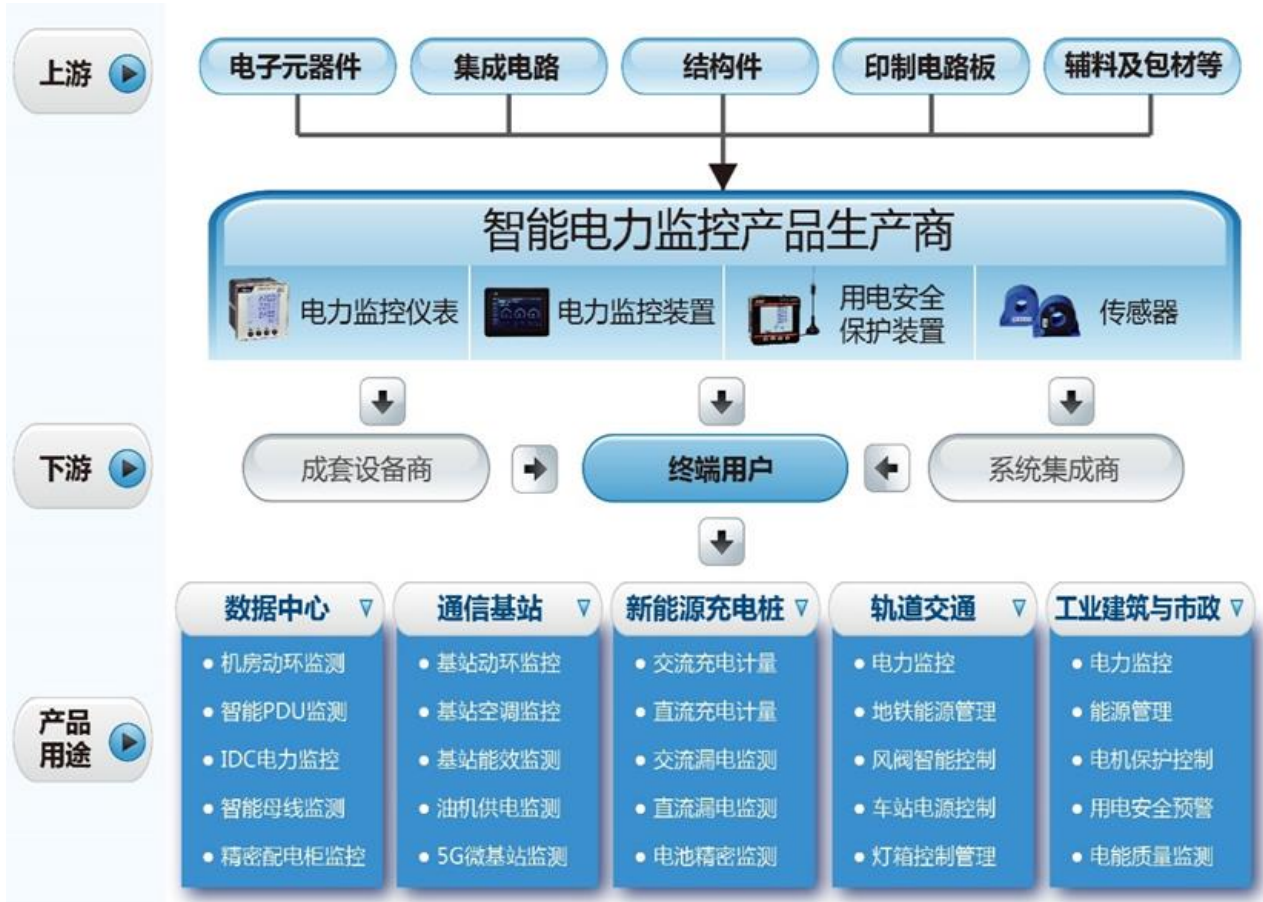 上游
电子元器件
集成电路
结构件
印制电路板
辅料及包材等
智能电力监控产品生产商
电力监控仪表
电力监控装置
用电安全
保护装置
传感器
下游
成套设备商
终端用户
系统集成商
产品
用途
数据中心
机房动环监测
智能PDU监测
IDC电力监控
智能母线监测
精密配电柜监控
通信基站
基站动环监控
基站空调监控
基站能效监测
油机供电监测
5G微基站监测
新能源充电桩
交流充电计量
直流充电计量
交流漏电监测
直流漏电监测
电池精密监测
轨道交通
电力监控
地铁能源管理
风阀智能控制
车站电源控制
灯箱控制管理
工业建筑与市政
电力监控
能源管理
电机保护控制
用电安全预警
电能质量监测